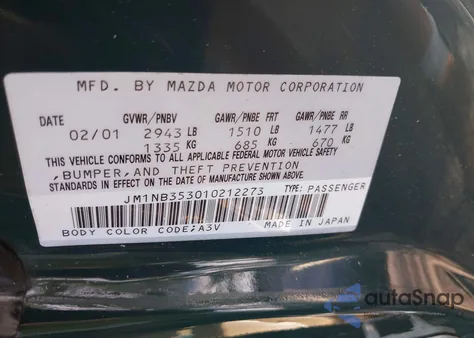 MFD. BY MAZDA MOTOR CORPORATION
DATE GVWR/PNBV GAWR/PNBE FRT GAWR/PNBE RR
02/01 2943 LB 1510 LB 1477 LB
1335 KG 685 KG 670 KG
THIS VEHICLE CONFORMS TO ALL APPLICABLE FEDERAL MOTOR VEHICLE SAFETY
,BUMPER,AND THEFT PREVENTION
STANDARDS IN EFFECT ON THE DATE OF MANUFACTURE SHOWN ABOVE.
JM1NB353010212273 TYPE: PASSENGER
BODY COLOR CODE;A3V MADE IN JAPAN
autoSnap